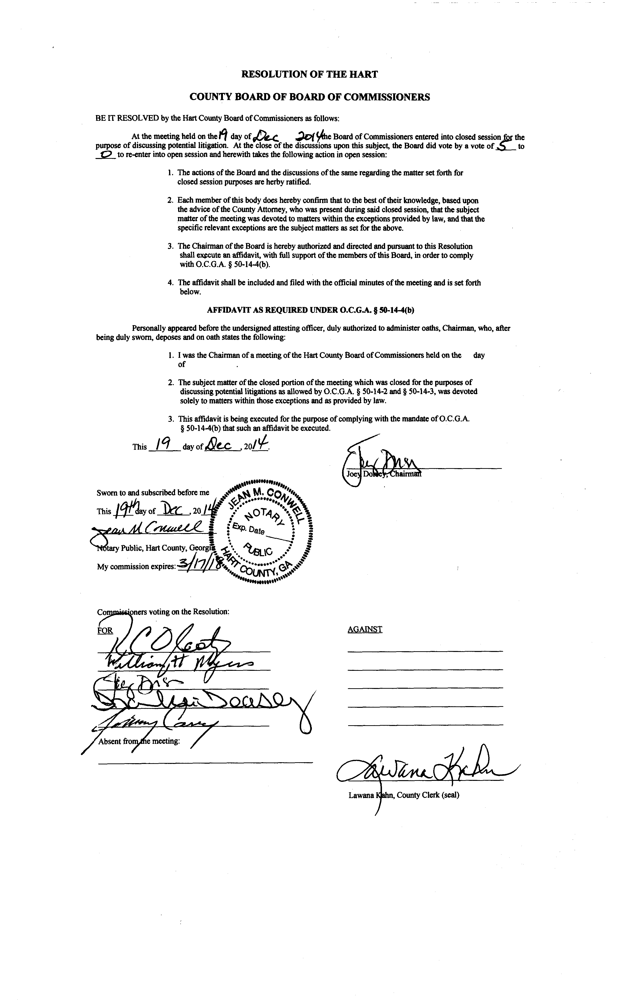 RESOLUTION OF THE HART
COUNTY BOARD OF BOARD OF COMMISSIONERS
BE IT RESOLVED by the Hart County Board of Commissioners as follows:
At the meeting held on the 19 day of Dec 2014 the Board of Commissioners entered into closed session for the
purpose of discussing potential litigation. At the close of the discussions upon this subject, the Board did vote by a vote of 5 to
0 to re-enter into open session and herewith takes the following action in open session:
1. The actions of the Board and the discussions of the same regarding the matter set forth for
closed session purposes are herby ratified.
2. Each member of this body does hereby confirm that to the best of their knowledge, based upon
the advice of the County Attorney, who was present during said closed session, that the subject
matter of the meeting was devoted to matters within the exceptions provided by law, and that the
specific relevant exceptions are the subject matters as set for the above.
3. The Chairman of the Board is hereby authorized and directed and pursuant to this Resolution
shall execute an affidavit, with full support of the members of this Board, in order to comply
with O.C.G.A. § 50-14-4(b).
4. The affidavit shall be included and filed with the official minutes of the meeting and is set forth
below.
AFFIDAVIT AS REQUIRED UNDER O.C.G.A. § 50-14-4(b)
Personally appeared before the undersigned attesting officer, duly authorized to administer oaths, Chairman, who, after
being duly sworn, deposes and on oath states the following:
1. I was the Chairman of a meeting of the Hart County Board of Commissioners held on the day
of .
2. The subject matter of the closed portion of the meeting which was closed for the purposes of
discussing potential litigations as allowed by O.C.G.A. § 50-14-2 and § 50-14-3, was devoted
solely to matters within those exceptions and as provided by law.
3. This affidavit is being executed for the purpose of complying with the mandate of O.C.G.A.
§ 50-14-4(b) that such an affidavit be executed.
This 19 day of Dec, 2014.
Joey Dorsey, Chairman
Sworn to and subscribed before me
This 19th day of Dec, 2014
Jean M Conwell
Notary Public, Hart County, Georgia
My commission expires: 3/17/18
JEAN M. CONWELL
NOTARY
Exp. Date
PUBLIC
HART COUNTY, GA
Commissioners voting on the Resolution:
FOR
AGAINST
R C
William H Myers
Joey Dorsey
Dorsey
Jimmy Carey
Absent from the meeting:
Lawana Kahn
Lawana Kahn, County Clerk (seal)